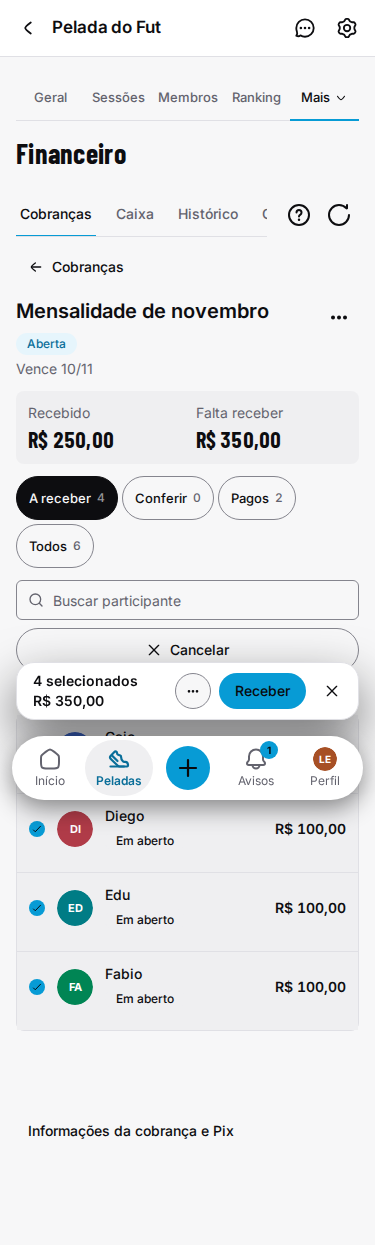 Pelada do Fut
Geral Sessões Membros Ranking Mais
Financeiro
Cobranças Caixa Histórico
Cobranças
Mensalidade de novembro
Aberta
Vence 10/11
Recebido Falta receber
R$ 250,00 R$ 350,00
A receber 4 Conferir 0 Pagos 2
Todos 6
Buscar participante
Cancelar
4 selecionados
R$ 350,00
Receber
1
Início Peladas Avisos LE Perfil
Diego
DI R$ 100,00
Em aberto
Edu
ED R$ 100,00
Em aberto
Fabio
FA R$ 100,00
Em aberto
Informações da cobrança e Pix